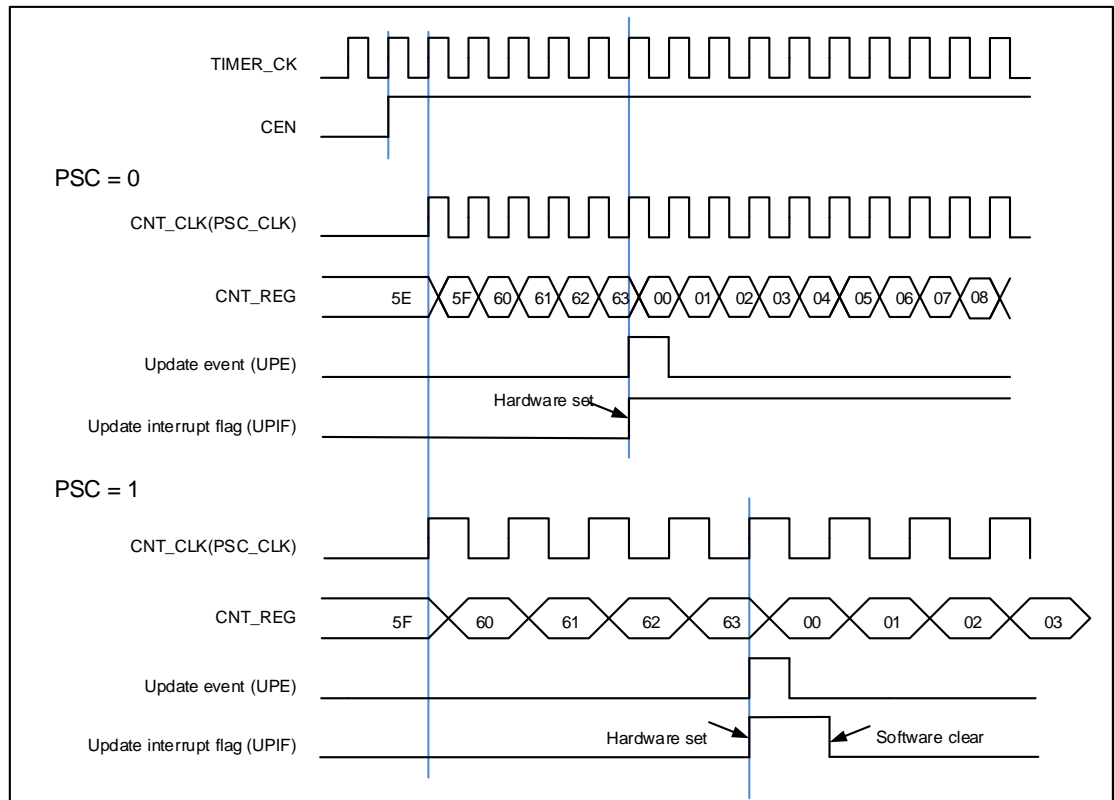 TIMER_CK
CEN
PSC = 0
CNT_CLK(PSC_CLK)
CNT_REG 5E 5F 60 61 62 63 00 01 02 03 04 05 06 07 08
Update event (UPE)
Hardware set
Update interrupt flag (UPIF)
PSC = 1
CNT_CLK(PSC_CLK)
CNT_REG 5F 60 61 62 63 00 01 02 03
Update event (UPE)
Update interrupt flag (UPIF) Hardware set Software clear